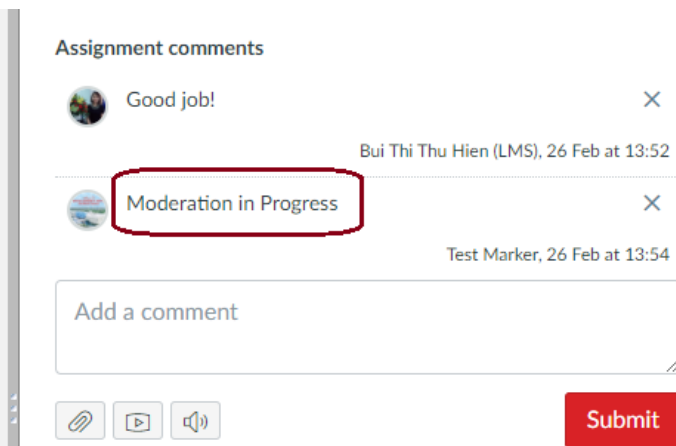 Assignment comments
Good job!
Bui Thi Thu Hien (LMS), 26 Feb at 13:52
Moderation in Progress
Test Marker, 26 Feb at 13:54
Add a comment
Submit